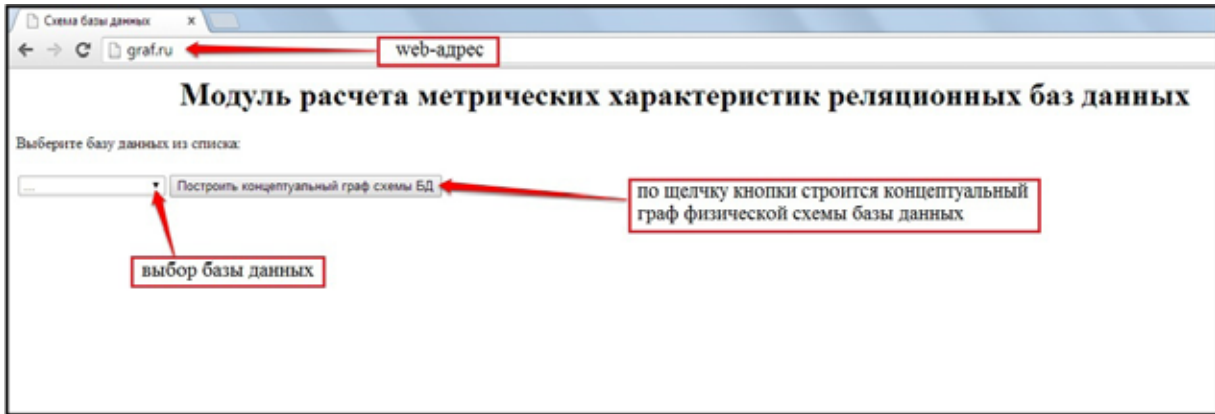 Схема базы данных
graf.ru
web-адрес
Модуль расчета метрических характеристик реляционных баз данных
Выберите базу данных из списка:
...
Построить концептуальный граф схемы БД
по щелчку кнопки строится концептуальный
граф физической схемы базы данных
выбор базы данных